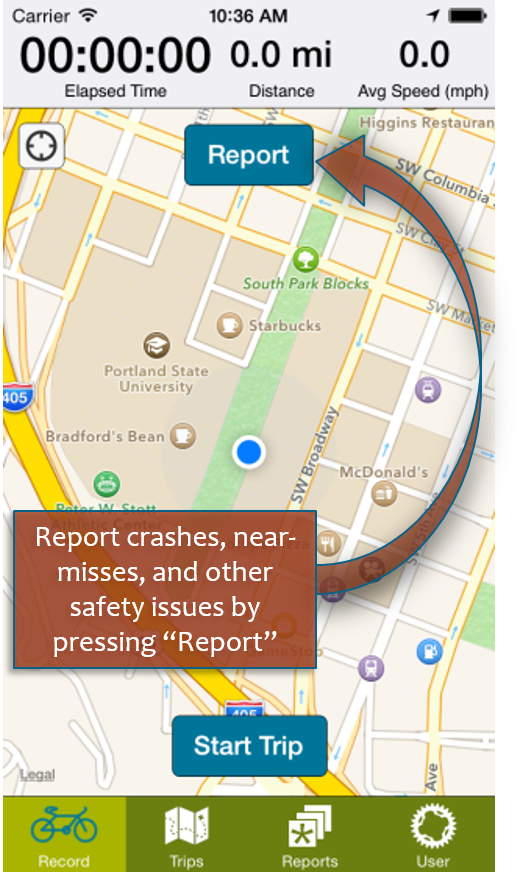 Carrier 10:36 AM
00:00:00 0.0 mi 0.0
Elapsed Time Distance Avg Speed (mph)
Higgins Restauran
Report
SW Columbia
SW Market
South Park Blocks
Starbucks
Portland State
University
405
Bradford's Bean
SW Broadway
McDonald's
Peter W. Stott
Athletic Center
SW 5th Ave
Report crashes, near-
misses, and other
safety issues by
pressing “Report”
GameStop
405
Start Trip
Legal
Ave
Record Trips Reports User